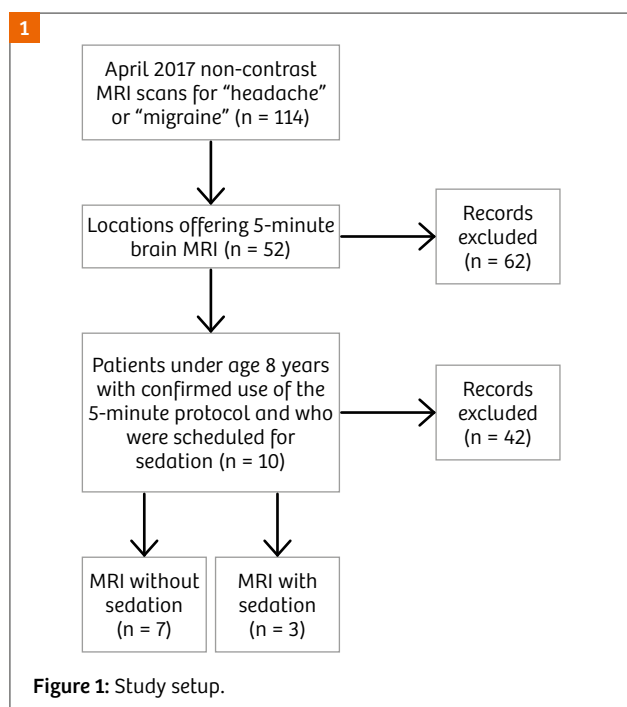 1
April 2017 non-contrast
MRI scans for “headache”
or “migraine” (n = 114)
Locations offering 5-minute
brain MRI (n = 52)
Records
excluded
(n = 62)
Patients under age 8 years
with confirmed use of the
5-minute protocol and who
were scheduled for
sedation (n = 10)
Records
excluded
(n = 42)
MRI without
sedation
(n = 7)
MRI with
sedation
(n = 3)
Figure 1: Study setup.